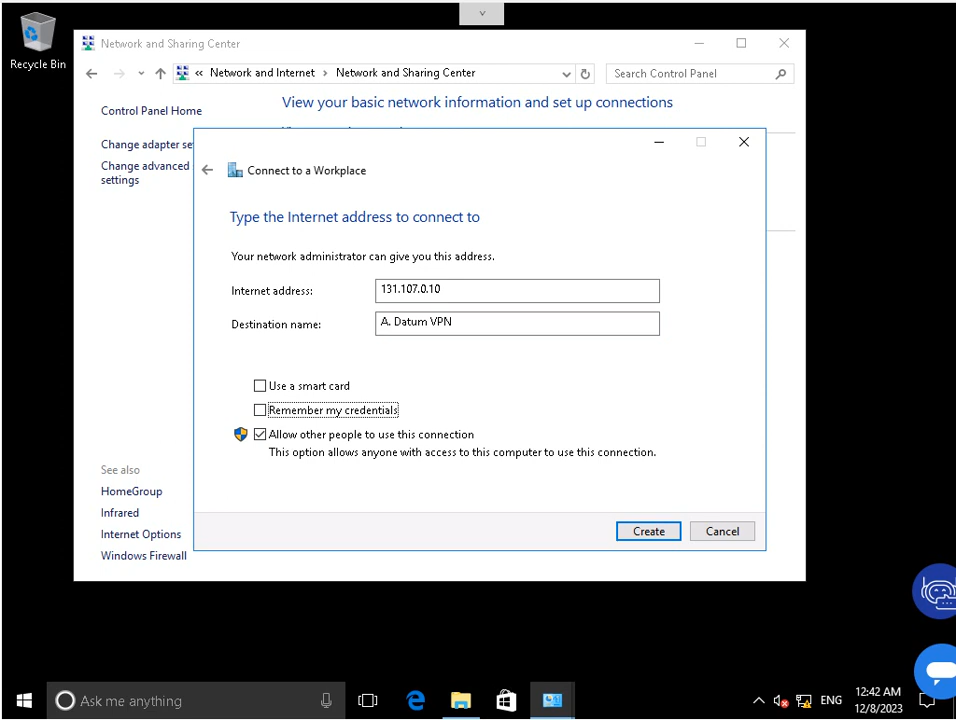 Recycle Bin
Network and Sharing Center
« Network and Internet › Network and Sharing Center
Search Control Panel
Control Panel Home
View your basic network information and set up connections
Change adapter se
Change advanced
settings
Connect to a Workplace
Type the Internet address to connect to
Your network administrator can give you this address.
Internet address: 131.107.0.10
Destination name: A. Datum VPN
Use a smart card
Remember my credentials
Allow other people to use this connection
This option allows anyone with access to this computer to use this connection.
See also
HomeGroup
Infrared
Internet Options
Windows Firewall
Create Cancel
Ask me anything
ENG
12:42 AM
12/8/2023